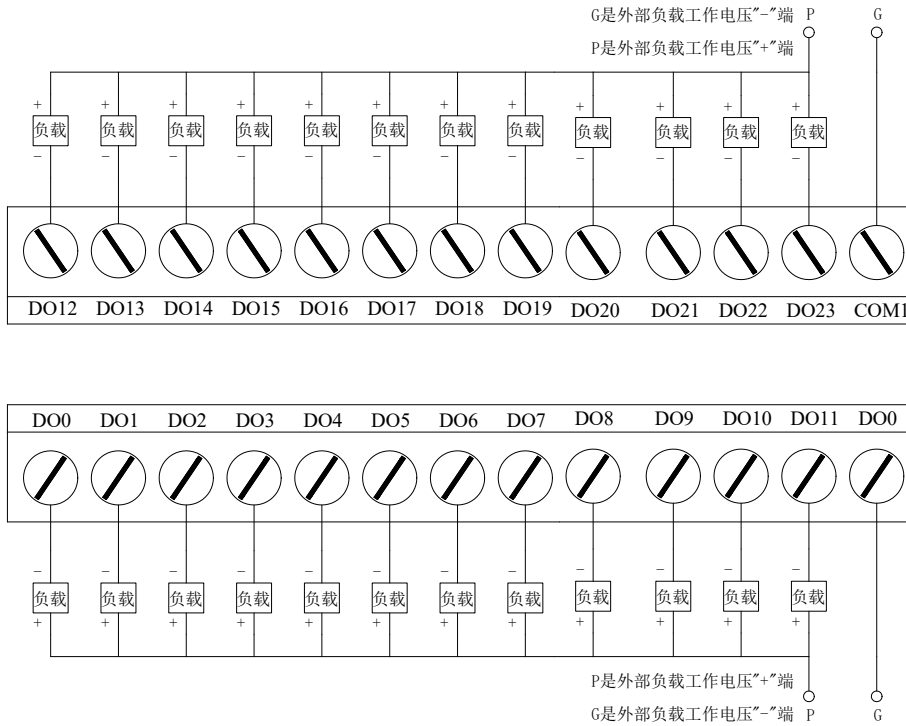 G是外部负载工作电压"-"端 P G
P是外部负载工作电压"+"端
+ + + + + + + + + + + +
负载 负载 负载 负载 负载 负载 负载 负载 负载 负载 负载 负载
- - - - - - - - - - - -
DO12 DO13 DO14 DO15 DO16 DO17 DO18 DO19 DO20 DO21 DO22 DO23 COM1
DO0 DO1 DO2 DO3 DO4 DO5 DO6 DO7 DO8 DO9 DO10 DO11 DO0
- - - - - - - - - - - -
负载 负载 负载 负载 负载 负载 负载 负载 负载 负载 负载 负载
+ + + + + + + + + + + +
P是外部负载工作电压"+"端
G是外部负载工作电压"-"端 P G